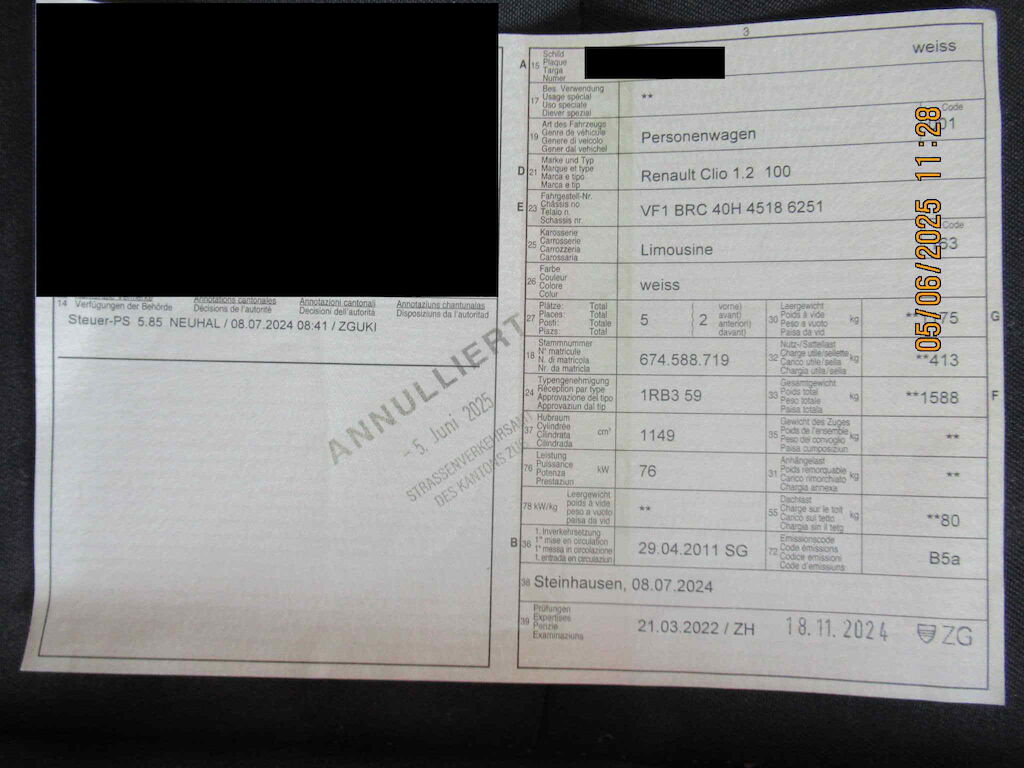 14 Verfügungen der Behörde
Annotations cantonales
Décisions de l'autorité
Annotazioni cantonali
Decisioni dell'autorità
Annotaziuns chantunalas
Disposiziuns da l'autoritad
Steuer-PS 5.85 NEUHAL / 08.07.2024 08:41 / ZGUKI
ANNULLIERT
- 5. Juni 2025
STRASSENVERKEHRSAMT
DES KANTONS ZUG
3
A 15 Schild
Plaque
Targa
Numer
weiss
17 Bes. Verwendung
Usage spécial
Uso speciale
Diever spezial
**
19 Art des Fahrzeugs
Genre de véhicule
Genere di veicolo
Gener dal vehichel
Personenwagen
Code
01
D 21 Marke und Typ
Marque et type
Marca e tipo
Marca e tip
Renault Clio 1.2 100
E 23 Fahrgestell-Nr.
Châssis no
Telaio n.
Schassis nr.
VF1 BRC 40H 4518 6251
25 Karosserie
Carrosserie
Carrozzeria
Carossaria
Limousine
Code
63
26 Farbe
Couleur
Colore
Colur
weiss
27 Plätze: Total
Places: Total
Posti: Totale
Plazs: Total
5 ( 2 vorne)
avant)
anteriori)
davant)
30 Leergewicht
Poids à vide
Peso a vuoto
Paisa da vid
kg
75
G
18 Stammnummer
N° matricule
N. di matricola
Nr. da matricla
674.588.719
32 Nutz-/Sattellast
Charge utile/sellette
Carico utile/sella
Chargia utila/sella
kg
**413
24 Typengenehmigung
Réception par type
Approvazione del tipo
Approvaziun dal tip
1RB3 59
33 Gesamtgewicht
Poids total
Peso totale
Paisa totala
kg
**1588
F
37 Hubraum
Cylindrée
Cilindrata
Cilindrada
cm³
1149
35 Gewicht des Zuges
Poids de l'ensemble
Peso del convoglio
Paisa cumposiziun
kg
**
76 Leistung
Puissance
Potenza
Prestaziun
kW
76
31 Anhängelast
Poids remorquable
Carico rimorchiato
Chargia annexa
kg
**
78 kW/kg
Leergewicht
poids à vide
peso a vuoto
paisa da vid
**
55 Dachlast
Charge sur le toit
Carico sul tetto
Chargia sin il tetg
kg
**80
B 36 1. Inverkehrsetzung
1re mise en circulation
1a messa in circolazione
1. entrada en circulaziun
29.04.2011 SG
72 Emissionscode
Code émissions
Codice emissioni
Code d'emissiuns
B5a
38 Steinhausen, 08.07.2024
39 Prüfungen
Expertises
Perizie
Examinaziuns
21.03.2022 / ZH
18.11.2024
ZG
05/06/2025 11:28